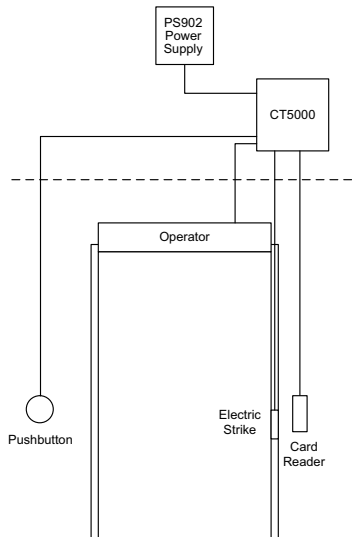 PS902
Power
Supply
CT5000
Operator
Electric
Strike
Pushbutton
Card
Reader